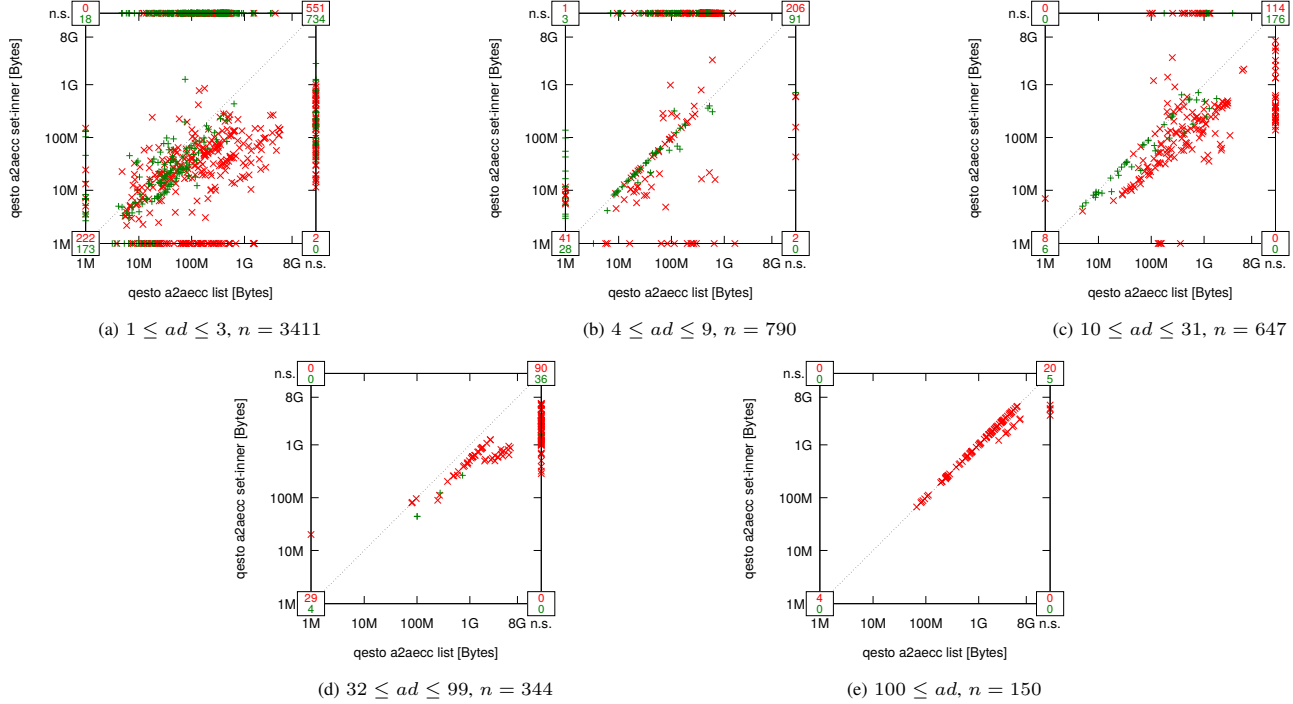 0
18
551
734
n.s.
8G
1G
100M
10M
1M
222
173
2
0
1M 10M 100M 1G 8G n.s.
qesto a2aecc set-inner [Bytes]
qesto a2aecc list [Bytes]
(a) 1 ≤ ad ≤ 3, n = 3411
1
3
206
91
n.s.
8G
1G
100M
10M
1M
41
28
2
0
1M 10M 100M 1G 8G n.s.
qesto a2aecc set-inner [Bytes]
qesto a2aecc list [Bytes]
(b) 4 ≤ ad ≤ 9, n = 790
0
0
114
176
n.s.
8G
1G
100M
10M
1M
8
6
0
0
1M 10M 100M 1G 8G n.s.
qesto a2aecc set-inner [Bytes]
qesto a2aecc list [Bytes]
(c) 10 ≤ ad ≤ 31, n = 647
0
0
90
36
n.s.
8G
1G
100M
10M
1M
29
4
0
0
1M 10M 100M 1G 8G n.s.
qesto a2aecc set-inner [Bytes]
qesto a2aecc list [Bytes]
(d) 32 ≤ ad ≤ 99, n = 344
0
0
20
5
n.s.
8G
1G
100M
10M
1M
4
0
0
0
1M 10M 100M 1G 8G n.s.
qesto a2aecc set-inner [Bytes]
qesto a2aecc list [Bytes]
(e) 100 ≤ ad, n = 150